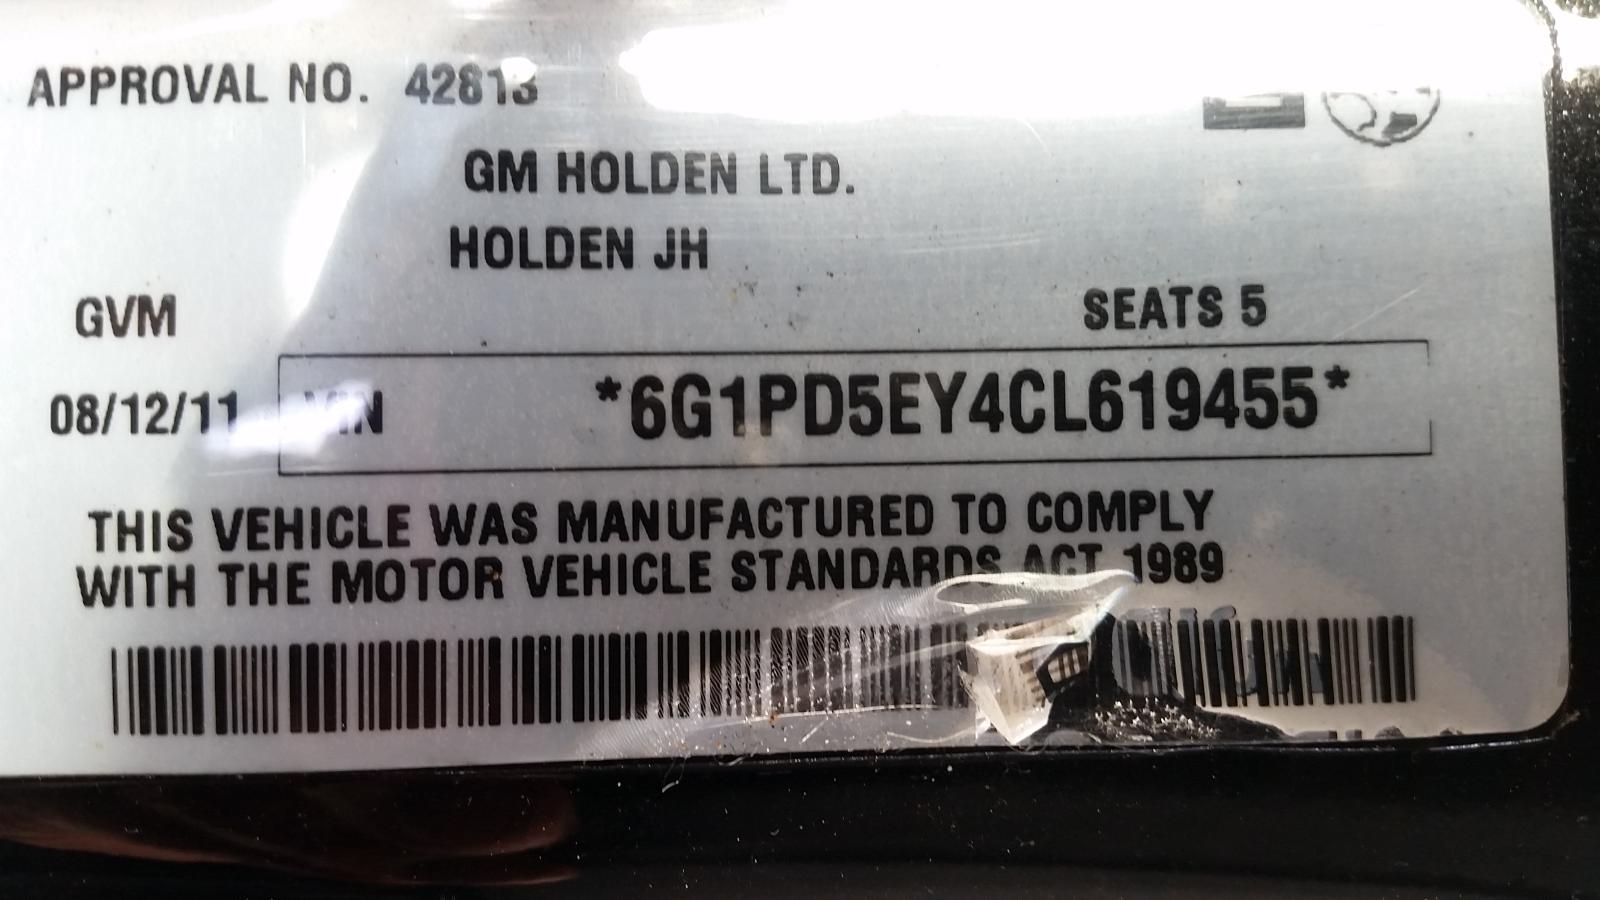 APPROVAL NO. 42813
GM HOLDEN LTD.
HOLDEN JH
GVM SEATS 5
08/12/11 VIN *6G1PD5EY4CL619455*
THIS VEHICLE WAS MANUFACTURED TO COMPLY
WITH THE MOTOR VEHICLE STANDARDS ACT 1989